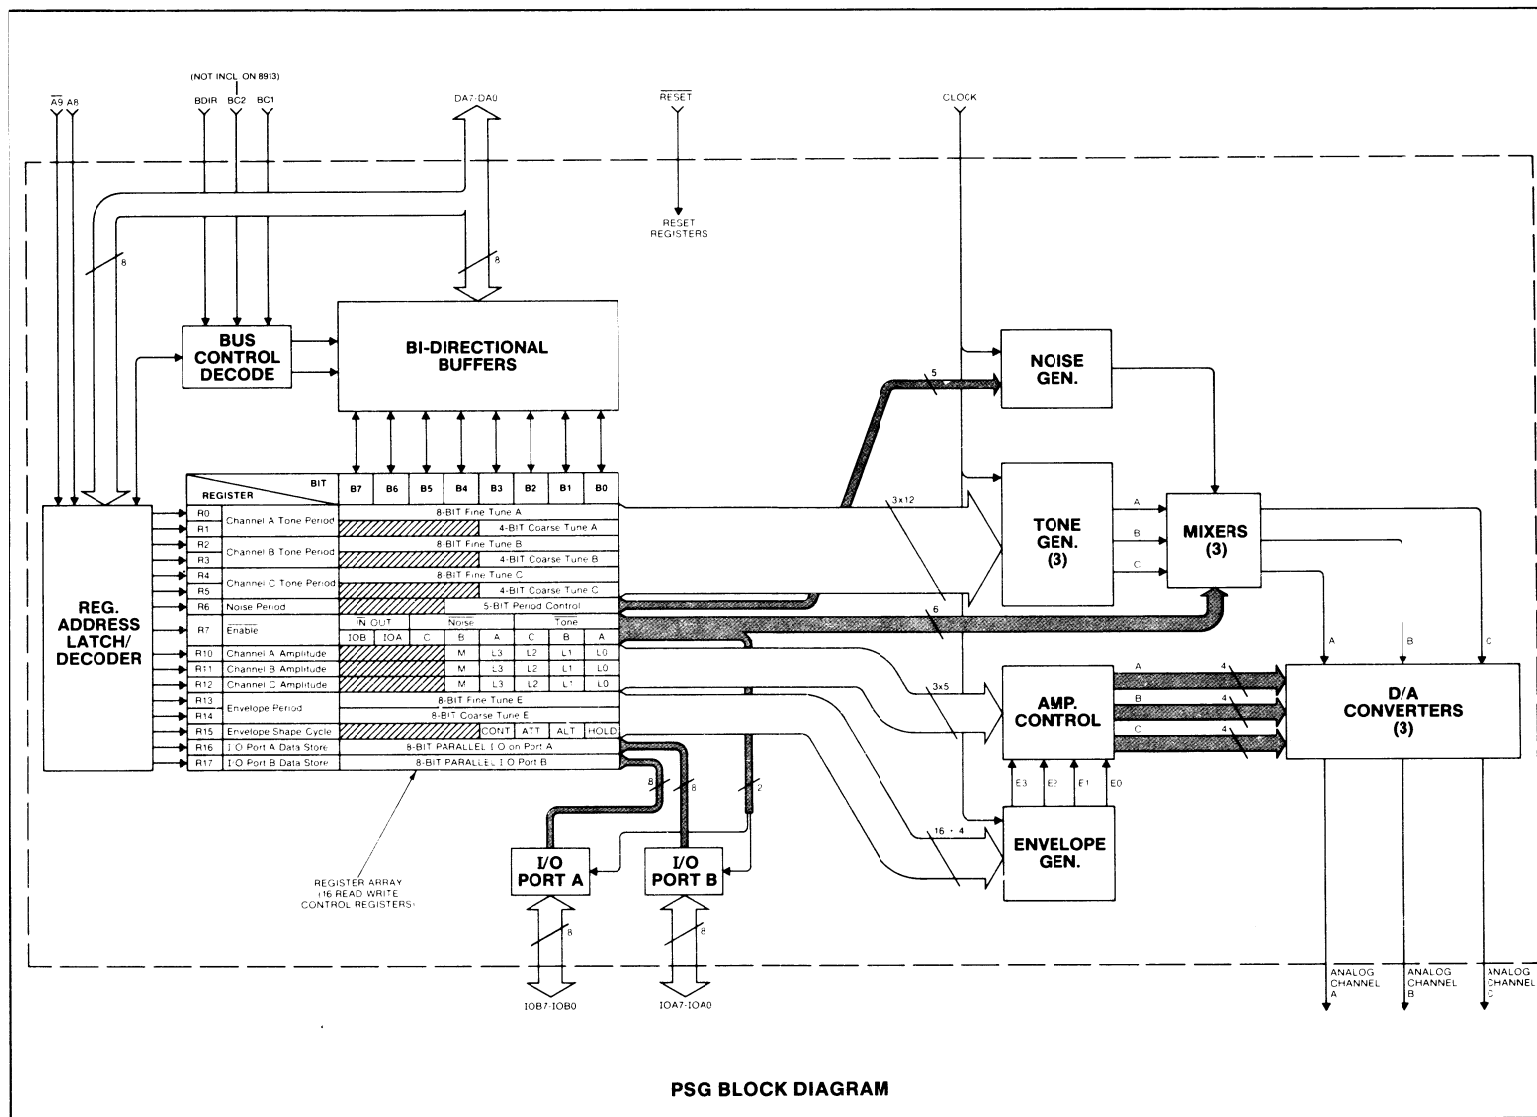 (NOT INCL ON 8913)
A9 A8 BDIR BC2 BC1 DA7-DA0 RESET CLOCK
8 8
RESET
REGISTERS
BUS
CONTROL
DECODE
BI-DIRECTIONAL
BUFFERS
5
NOISE
GEN.
REGISTER BIT B7 B6 B5 B4 B3 B2 B1 B0
R0 Channel A Tone Period 8-BIT Fine Tune A
R1 4-BIT Coarse Tune A
R2 Channel B Tone Period 8-BIT Fine Tune B
R3 4-BIT Coarse Tune B
R4 Channel C Tone Period 8-BIT Fine Tune C
R5 4-BIT Coarse Tune C
R6 Noise Period 5-BIT Period Control
R7 Enable IN OUT Noise Tone
IOB IOA C B A C B A
R10 Channel A Amplitude M L3 L2 L1 L0
R11 Channel B Amplitude M L3 L2 L1 L0
R12 Channel C Amplitude M L3 L2 L1 L0
R13 Envelope Period 8-BIT Fine Tune E
R14 8-BIT Coarse Tune E
R15 Envelope Shape Cycle CONT ATT ALT HOLD
R16 I O Port A Data Store 8-BIT PARALLEL I O on Port A
R17 I/O Port B Data Store 8-BIT PARALLEL I O Port B
REG.
ADDRESS
LATCH/
DECODER
3x12
TONE
GEN.
(3)
A
B
C
MIXERS
(3)
6
A B C
3x5
AMP.
CONTROL
A 4
B 4
C 4
D/A
CONVERTERS
(3)
E3 E2 E1 E0
16 + 4
ENVELOPE
GEN.
8 8 2
I/O
PORT A
I/O
PORT B
REGISTER ARRAY
(16 READ WRITE
CONTROL REGISTERS)
8 8
IOB7-IOB0 IOA7-IOA0
ANALOG
CHANNEL
A
ANALOG
CHANNEL
B
ANALOG
CHANNEL
C
PSG BLOCK DIAGRAM